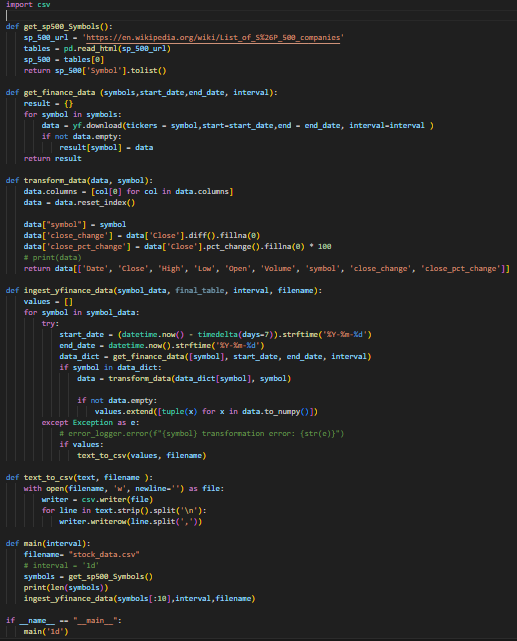 import csv

def get_sp500_Symbols():
    sp_500_url = 'https://en.wikipedia.org/wiki/List_of_S%26P_500_companies'
    tables = pd.read_html(sp_500_url)
    sp_500 = tables[0]
    return sp_500['Symbol'].tolist()

def get_finance_data (symbols,start_date,end_date, interval):
    result = {}
    for symbol in symbols:
        data = yf.download(tickers = symbol,start=start_date,end = end_date, interval=interval )
        if not data.empty:
            result[symbol] = data
    return result

def transform_data(data, symbol):
    data.columns = [col[0] for col in data.columns]
    data = data.reset_index()

    data["symbol"] = symbol
    data['close_change'] = data['Close'].diff().fillna(0)
    data['close_pct_change'] = data['Close'].pct_change().fillna(0) * 100
    # print(data)
    return data[['Date', 'Close', 'High', 'Low', 'Open', 'Volume', 'symbol', 'close_change', 'close_pct_change']]

def ingest_yfinance_data(symbol_data, final_table, interval, filename):
    values = []
    for symbol in symbol_data:
        try:
            start_date = (datetime.now() - timedelta(days=7)).strftime('%Y-%m-%d')
            end_date = datetime.now().strftime('%Y-%m-%d')
            data_dict = get_finance_data([symbol], start_date, end_date, interval)
            if symbol in data_dict:
                data = transform_data(data_dict[symbol], symbol)

                if not data.empty:
                    values.extend([tuple(x) for x in data.to_numpy()])
        except Exception as e:
            # error_logger.error(f"{symbol} transformation error: {str(e)}")
            if values:
                text_to_csv(values, filename)

def text_to_csv(text, filename ):
    with open(filename, 'w', newline='') as file:
        writer = csv.writer(file)
        for line in text.strip().split('\n'):
            writer.writerow(line.split(','))

def main(interval):
    filename= "stock_data.csv"
    # interval = '1d'
    symbols = get_sp500_Symbols()
    print(len(symbols))
    ingest_yfinance_data(symbols[:10],interval,filename)

if __name__ == "__main__":
    main('1d')